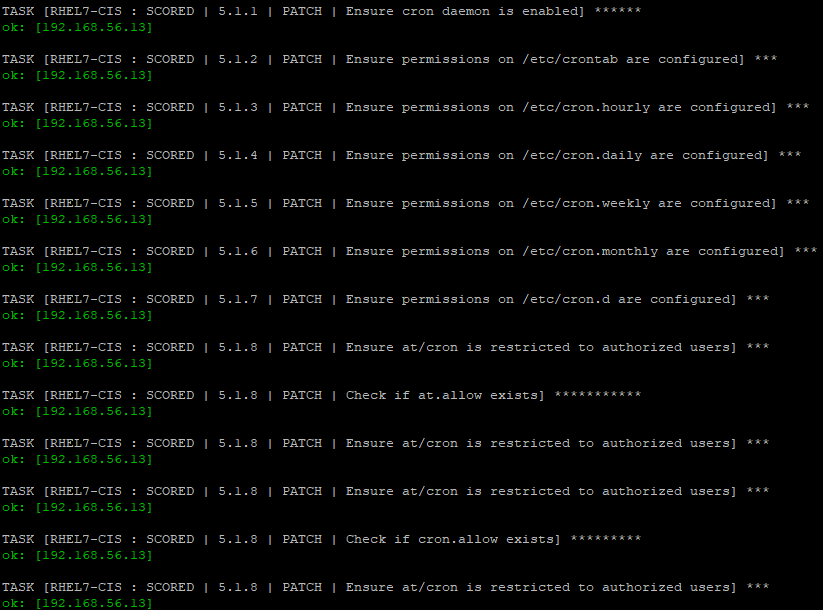 TASK [RHEL7-CIS : SCORED | 5.1.1 | PATCH | Ensure cron daemon is enabled] ******
ok: [192.168.56.13]
TASK [RHEL7-CIS : SCORED | 5.1.2 | PATCH | Ensure permissions on /etc/crontab are configured] ***
ok: [192.168.56.13]
TASK [RHEL7-CIS : SCORED | 5.1.3 | PATCH | Ensure permissions on /etc/cron.hourly are configured] ***
ok: [192.168.56.13]
TASK [RHEL7-CIS : SCORED | 5.1.4 | PATCH | Ensure permissions on /etc/cron.daily are configured] ***
ok: [192.168.56.13]
TASK [RHEL7-CIS : SCORED | 5.1.5 | PATCH | Ensure permissions on /etc/cron.weekly are configured] ***
ok: [192.168.56.13]
TASK [RHEL7-CIS : SCORED | 5.1.6 | PATCH | Ensure permissions on /etc/cron.monthly are configured] ***
ok: [192.168.56.13]
TASK [RHEL7-CIS : SCORED | 5.1.7 | PATCH | Ensure permissions on /etc/cron.d are configured] ***
ok: [192.168.56.13]
TASK [RHEL7-CIS : SCORED | 5.1.8 | PATCH | Ensure at/cron is restricted to authorized users] ***
ok: [192.168.56.13]
TASK [RHEL7-CIS : SCORED | 5.1.8 | PATCH | Check if at.allow exists] ***********
ok: [192.168.56.13]
TASK [RHEL7-CIS : SCORED | 5.1.8 | PATCH | Ensure at/cron is restricted to authorized users] ***
ok: [192.168.56.13]
TASK [RHEL7-CIS : SCORED | 5.1.8 | PATCH | Ensure at/cron is restricted to authorized users] ***
ok: [192.168.56.13]
TASK [RHEL7-CIS : SCORED | 5.1.8 | PATCH | Check if cron.allow exists] *********
ok: [192.168.56.13]
TASK [RHEL7-CIS : SCORED | 5.1.8 | PATCH | Ensure at/cron is restricted to authorized users] ***
ok: [192.168.56.13]